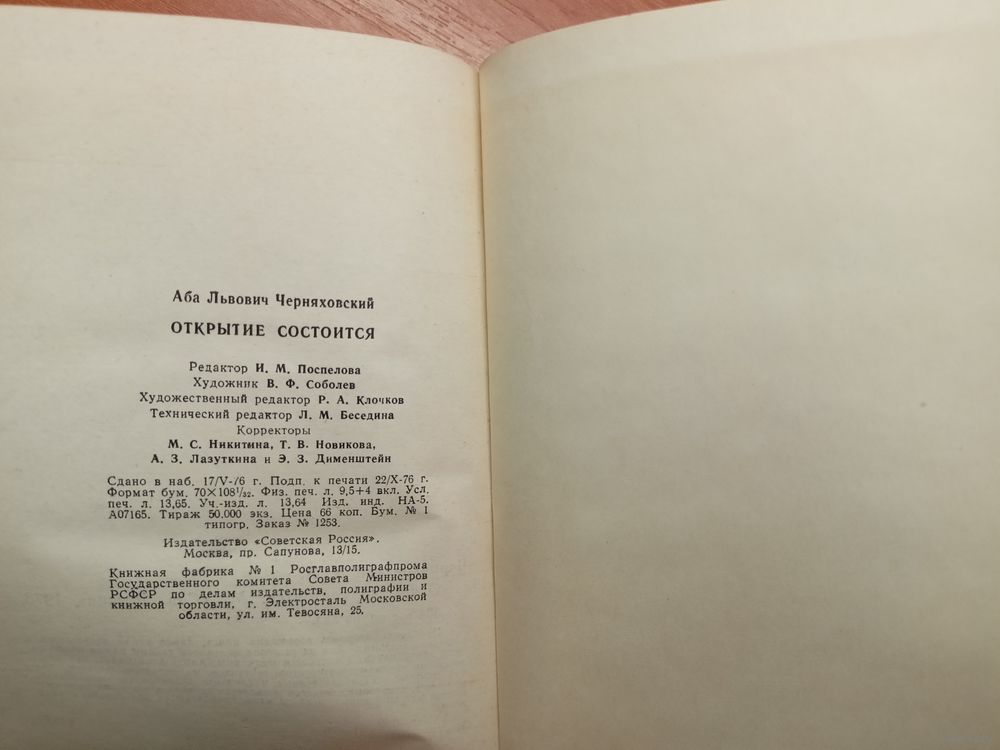 Аба Львович Черняховский
ОТКРЫТИЕ СОСТОИТСЯ
Редактор И. М. Поспелова
Художник В. Ф. Соболев
Художественный редактор Р. А. Клочков
Технический редактор Л. М. Беседина
Корректоры
М. С. Никитина, Т. В. Новикова,
А. З. Лазуткина и Э. З. Дименштейн
Сдано в наб. 17/V-76 г. Подп. к печати 22/X-76 г.
Формат бум. 70×108¹/₃₂. Физ. печ. л. 9,5+4 вкл. Усл.
печ. л. 13,65. Уч.-изд. л. 13,64 Изд. инд. НА-5.
А07165. Тираж 50.000 экз. Цена 66 коп. Бум. № 1
типогр. Заказ № 1253.
Издательство «Советская Россия».
Москва, пр. Сапунова, 13/15.
Книжная фабрика № 1 Росглавполиграфпрома
Государственного комитета Совета Министров
РСФСР по делам издательств, полиграфии и
книжной торговли, г. Электросталь Московской
области, ул. им. Тевосяна, 25.